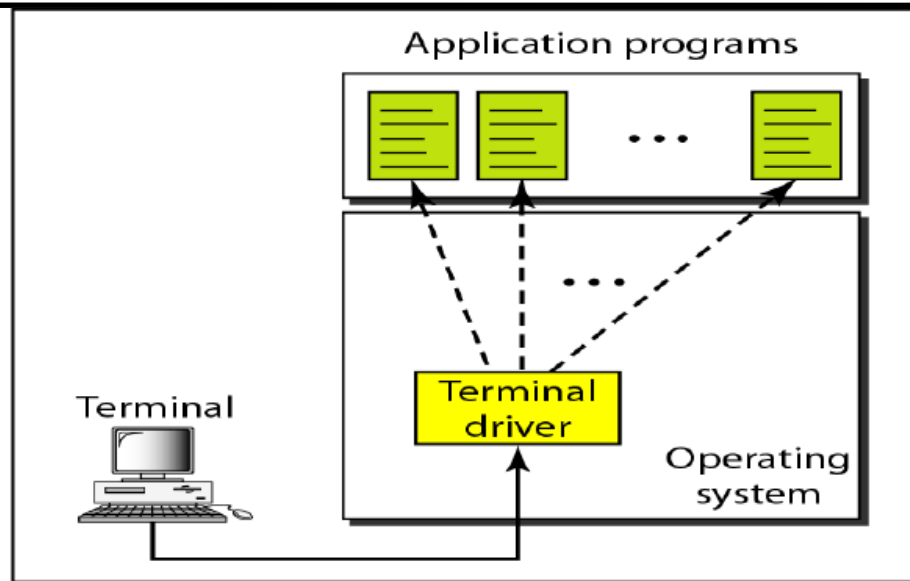 Application programs
Terminal
driver
Terminal
Operating
system